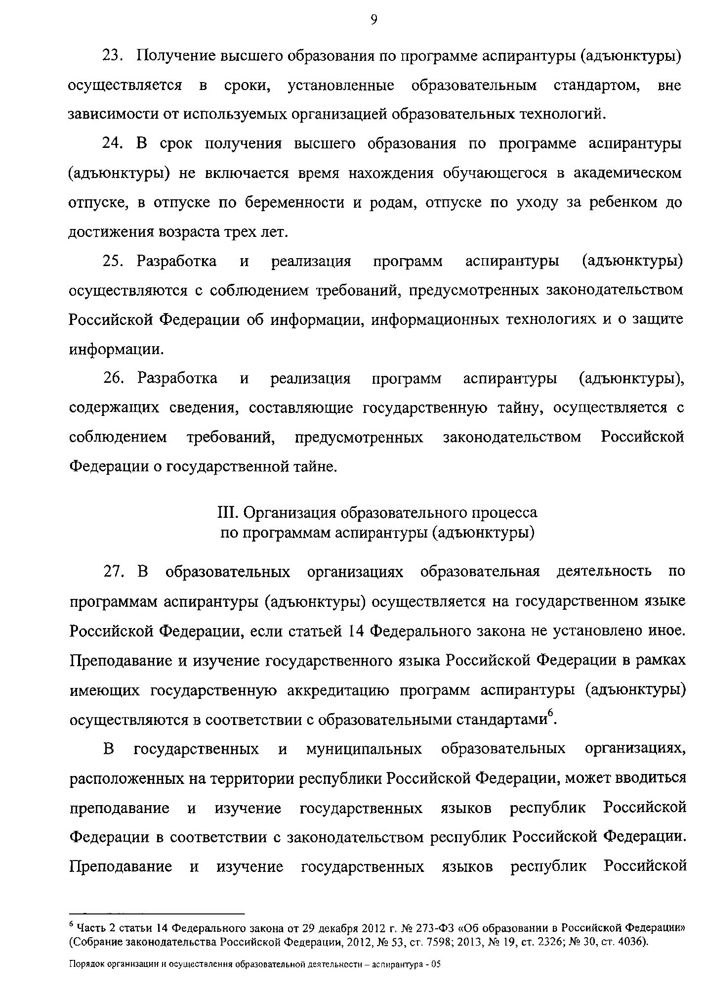 9
23. Получение высшего образования по программе аспирантуры (адъюнктуры)
осуществляется в сроки, установленные образовательным стандартом, вне
зависимости от используемых организацией образовательных технологий.
24. В срок получения высшего образования по программе аспирантуры
(адъюнктуры) не включается время нахождения обучающегося в академическом
отпуске, в отпуске по беременности и родам, отпуске по уходу за ребенком до
достижения возраста трех лет.
25. Разработка и реализация программ аспирантуры (адъюнктуры)
осуществляются с соблюдением требований, предусмотренных законодательством
Российской Федерации об информации, информационных технологиях и о защите
информации.
26. Разработка и реализация программ аспирантуры (адъюнктуры),
содержащих сведения, составляющие государственную тайну, осуществляется с
соблюдением требований, предусмотренных законодательством Российской
Федерации о государственной тайне.
III. Организация образовательного процесса
по программам аспирантуры (адъюнктуры)
27. В образовательных организациях образовательная деятельность по
программам аспирантуры (адъюнктуры) осуществляется на государственном языке
Российской Федерации, если статьей 14 Федерального закона не установлено иное.
Преподавание и изучение государственного языка Российской Федерации в рамках
имеющих государственную аккредитацию программ аспирантуры (адъюнктуры)
осуществляются в соответствии с образовательными стандартами⁶.
В государственных и муниципальных образовательных организациях,
расположенных на территории республики Российской Федерации, может вводиться
преподавание и изучение государственных языков республик Российской
Федерации в соответствии с законодательством республик Российской Федерации.
Преподавание и изучение государственных языков республик Российской
⁶ Часть 2 статьи 14 Федерального закона от 29 декабря 2012 г. № 273-ФЗ «Об образовании в Российской Федерации»
(Собрание законодательства Российской Федерации, 2012, № 53, ст. 7598; 2013, № 19, ст. 2326; № 30, ст. 4036).
Порядок организации и осуществления образовательной деятельности – аспирантура - 05